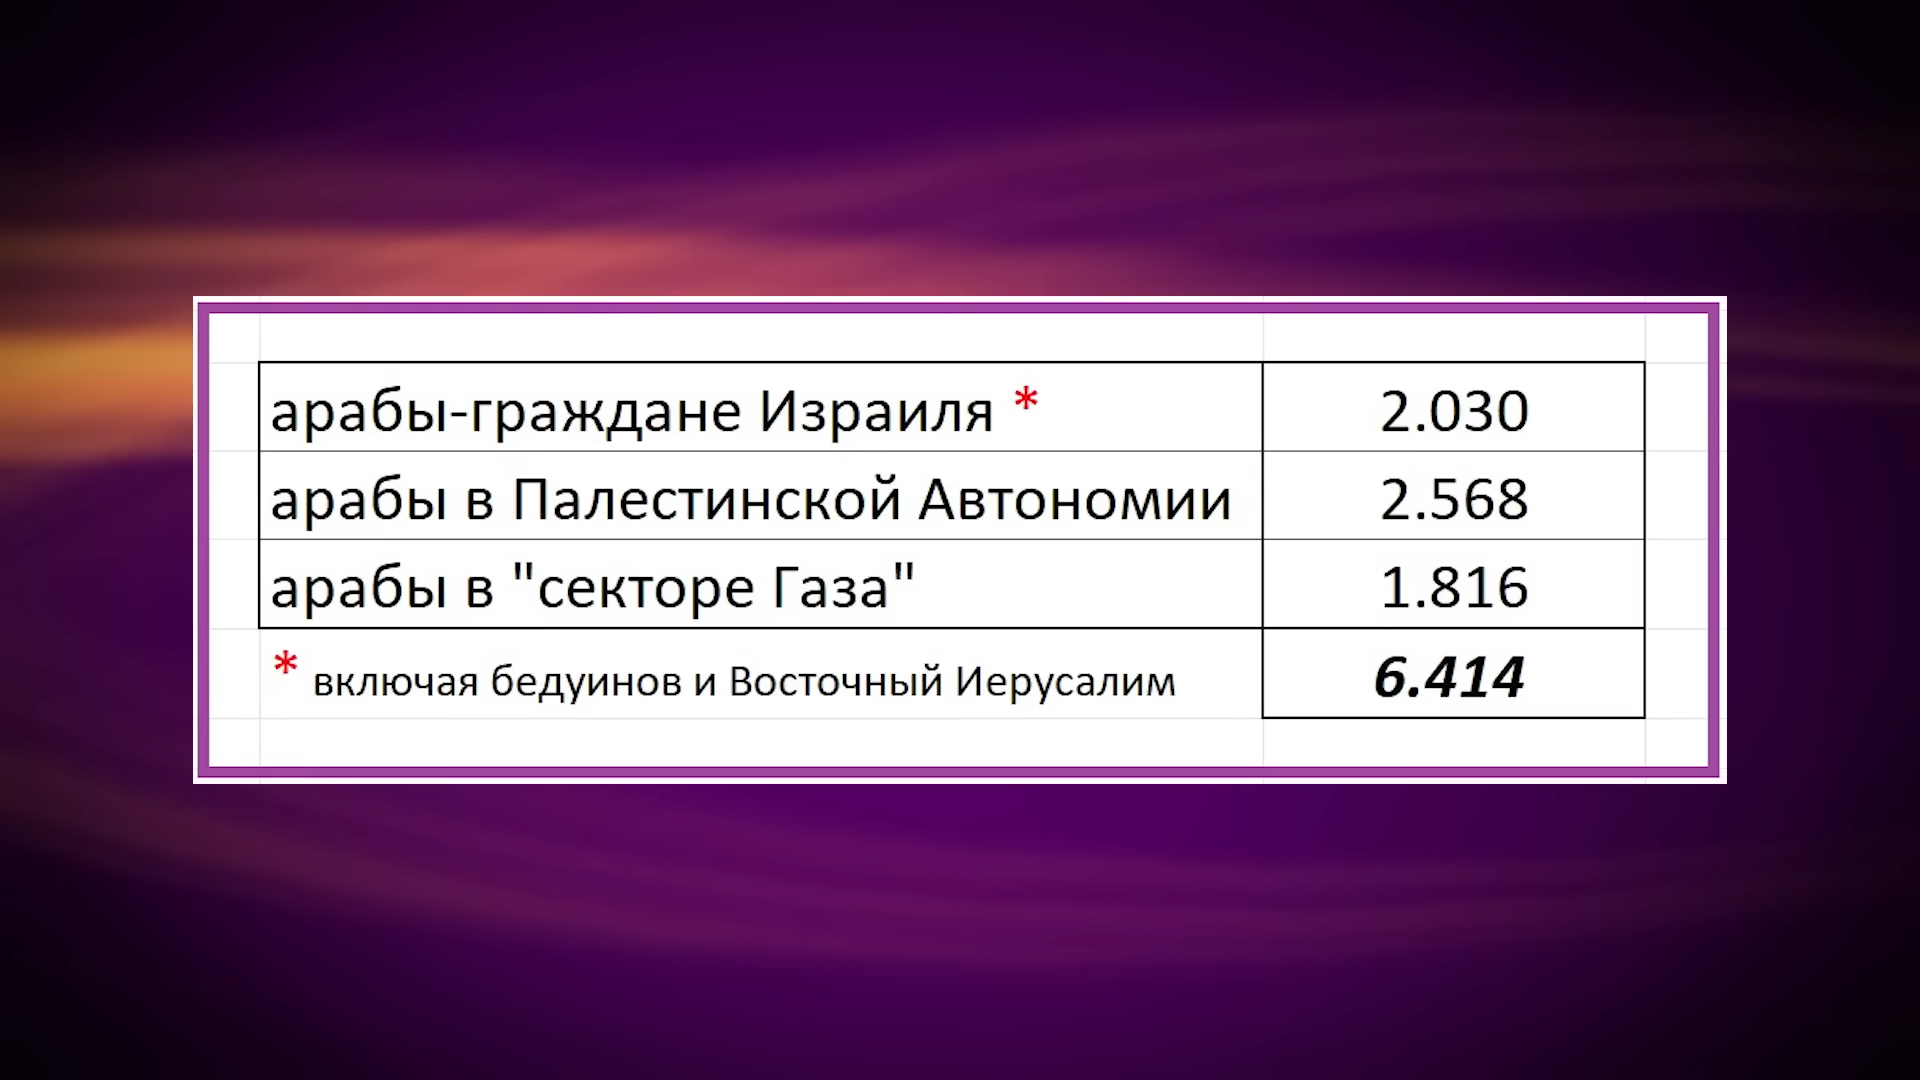 арабы-граждане Израиля * 2.030
арабы в Палестинской Автономии 2.568
арабы в "секторе Газа" 1.816
* включая бедуинов и Восточный Иерусалим 6.414